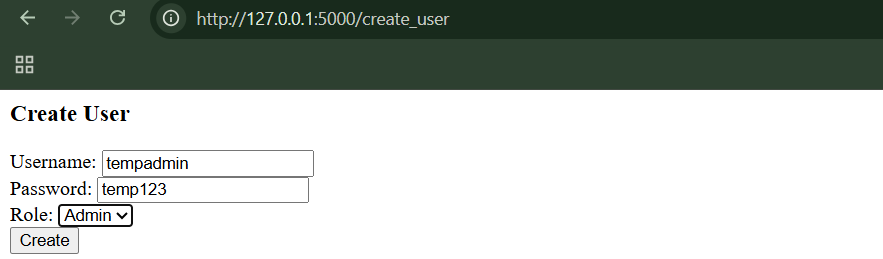 http://127.0.0.1:5000/create_user
Create User
Username: tempadmin
Password: temp123
Role: Admin
Create